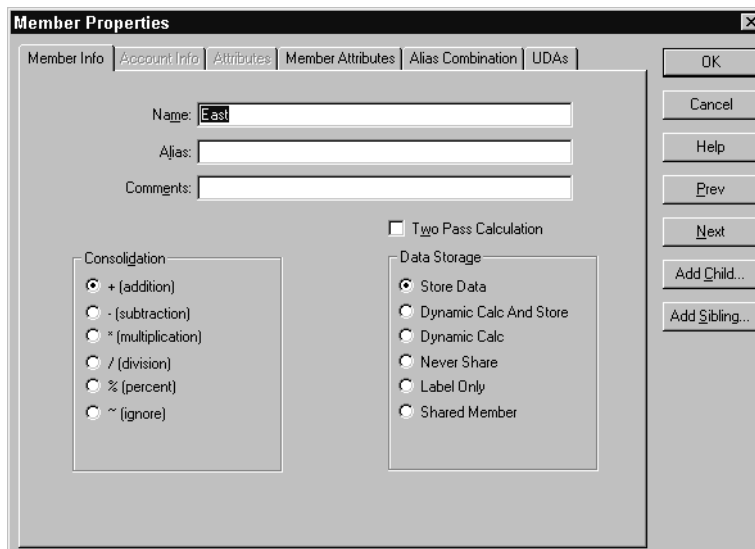 Member Properties
Member Info Account Info Attributes Member Attributes Alias Combination UDAs
OK
Name: East
Cancel
Alias:
Help
Comments:
Prev
Two Pass Calculation
Next
Consolidation
+ (addition)
- (subtraction)
* (multiplication)
/ (division)
% (percent)
~ (ignore)
Data Storage
Store Data
Dynamic Calc And Store
Dynamic Calc
Never Share
Label Only
Shared Member
Add Child...
Add Sibling...